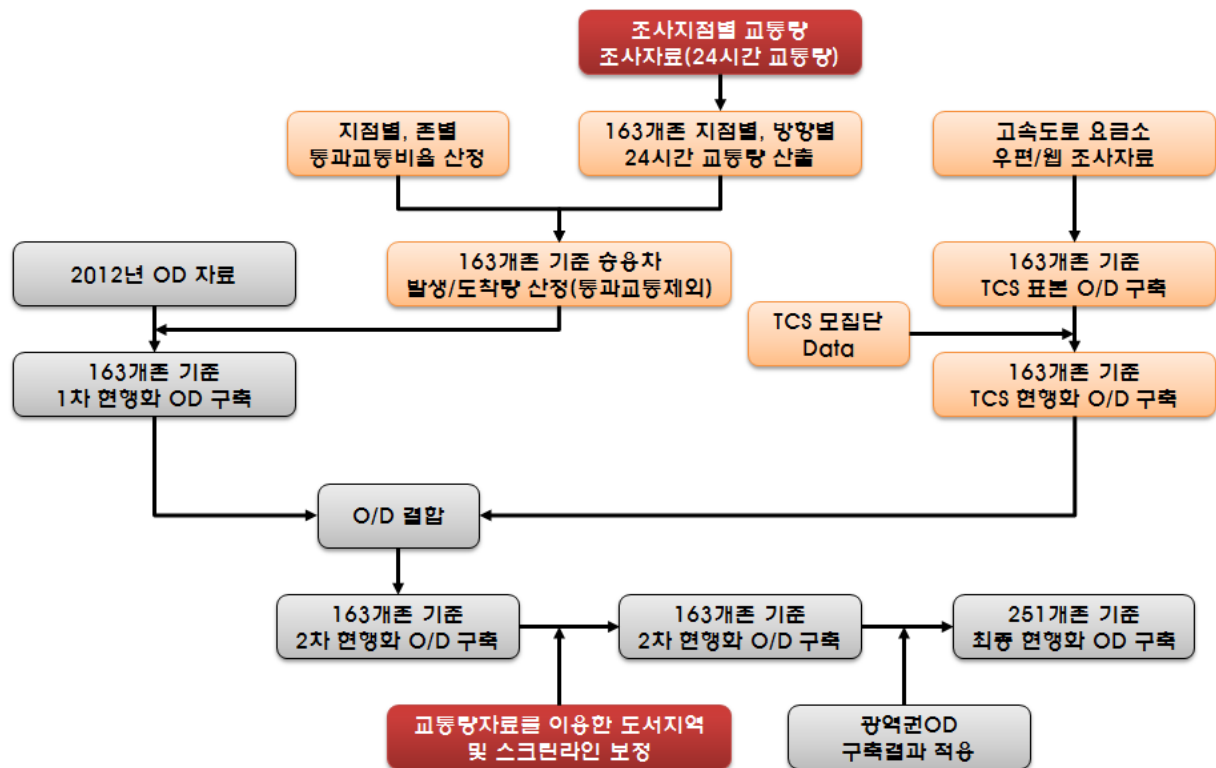 조사지점별 교통량
조사자료(24시간 교통량)
지점별, 존별
통과교통비율 산정
163개존 지점별, 방향별
24시간 교통량 산출
고속도로 요금소
우편/웹 조사자료
2012년 OD 자료
163개존 기준 승용차
발생/도착량 산정(통과교통제외)
163개존 기준
TCS 표본 O/D 구축
TCS 모집단
Data
163개존 기준
1차 현행화 OD 구축
163개존 기준
TCS 현행화 O/D 구축
O/D 결합
163개존 기준
2차 현행화 O/D 구축
163개존 기준
2차 현행화 O/D 구축
251개존 기준
최종 현행화 OD 구축
교통량자료를 이용한 도서지역
및 스크린라인 보정
광역권OD
구축결과 적용